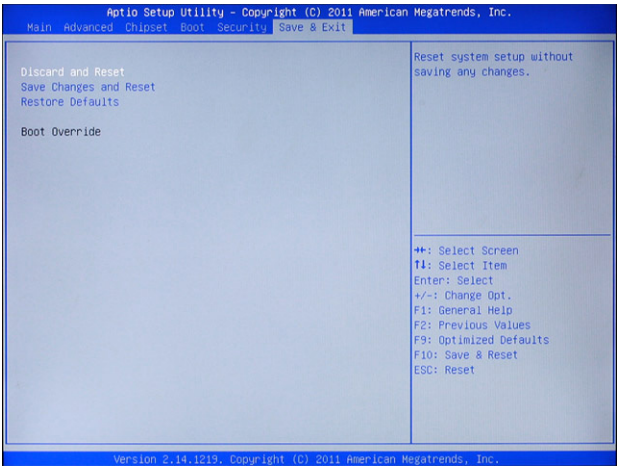 Aptio Setup Utility - Copyright (C) 2011 American Megatrends, Inc.
Main Advanced Chipset Boot Security Save & Exit
Discard and Reset
Save Changes and Reset
Restore Defaults
Boot Override
Reset system setup without
saving any changes.
→←: Select Screen
↑↓: Select Item
Enter: Select
+/-: Change Opt.
F1: General Help
F2: Previous Values
F9: Optimized Defaults
F10: Save & Reset
ESC: Reset
Version 2.14.1219. Copyright (C) 2011 American Megatrends, Inc.